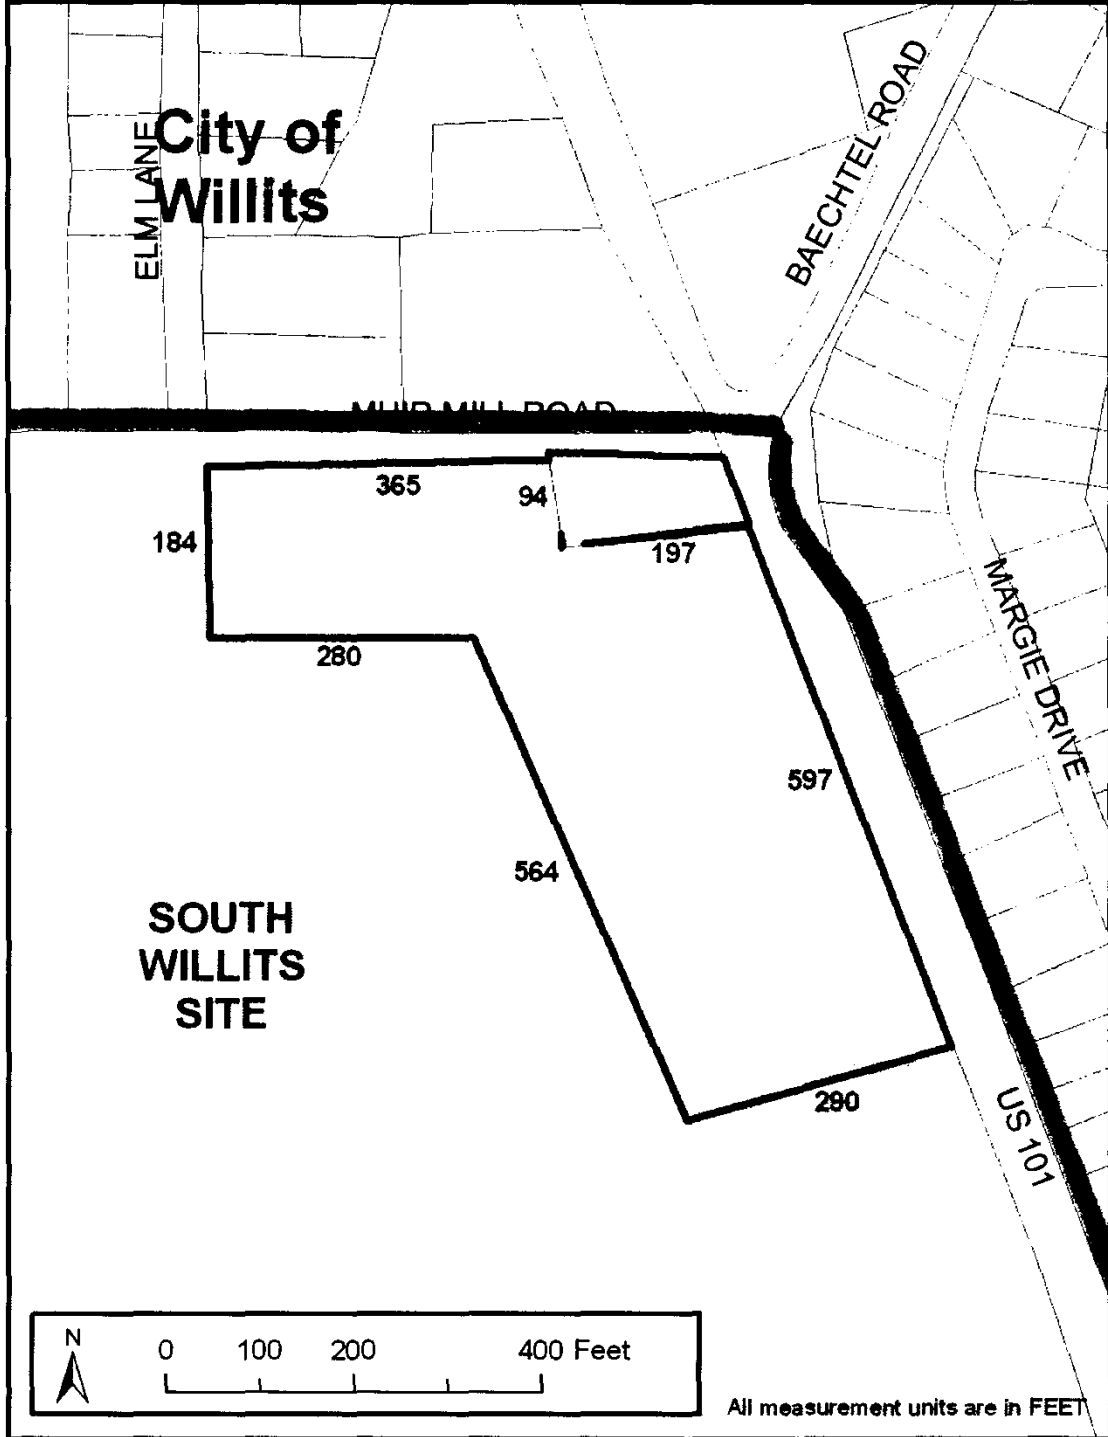 City of
Willits
ELM LANE
BAECHTEL ROAD
MUIR MILL ROAD
365
94
184
197
280
MARGIE DRIVE
597
564
SOUTH
WILLITS
SITE
290
US 101
N
0 100 200 400 Feet
All measurement units are in FEET